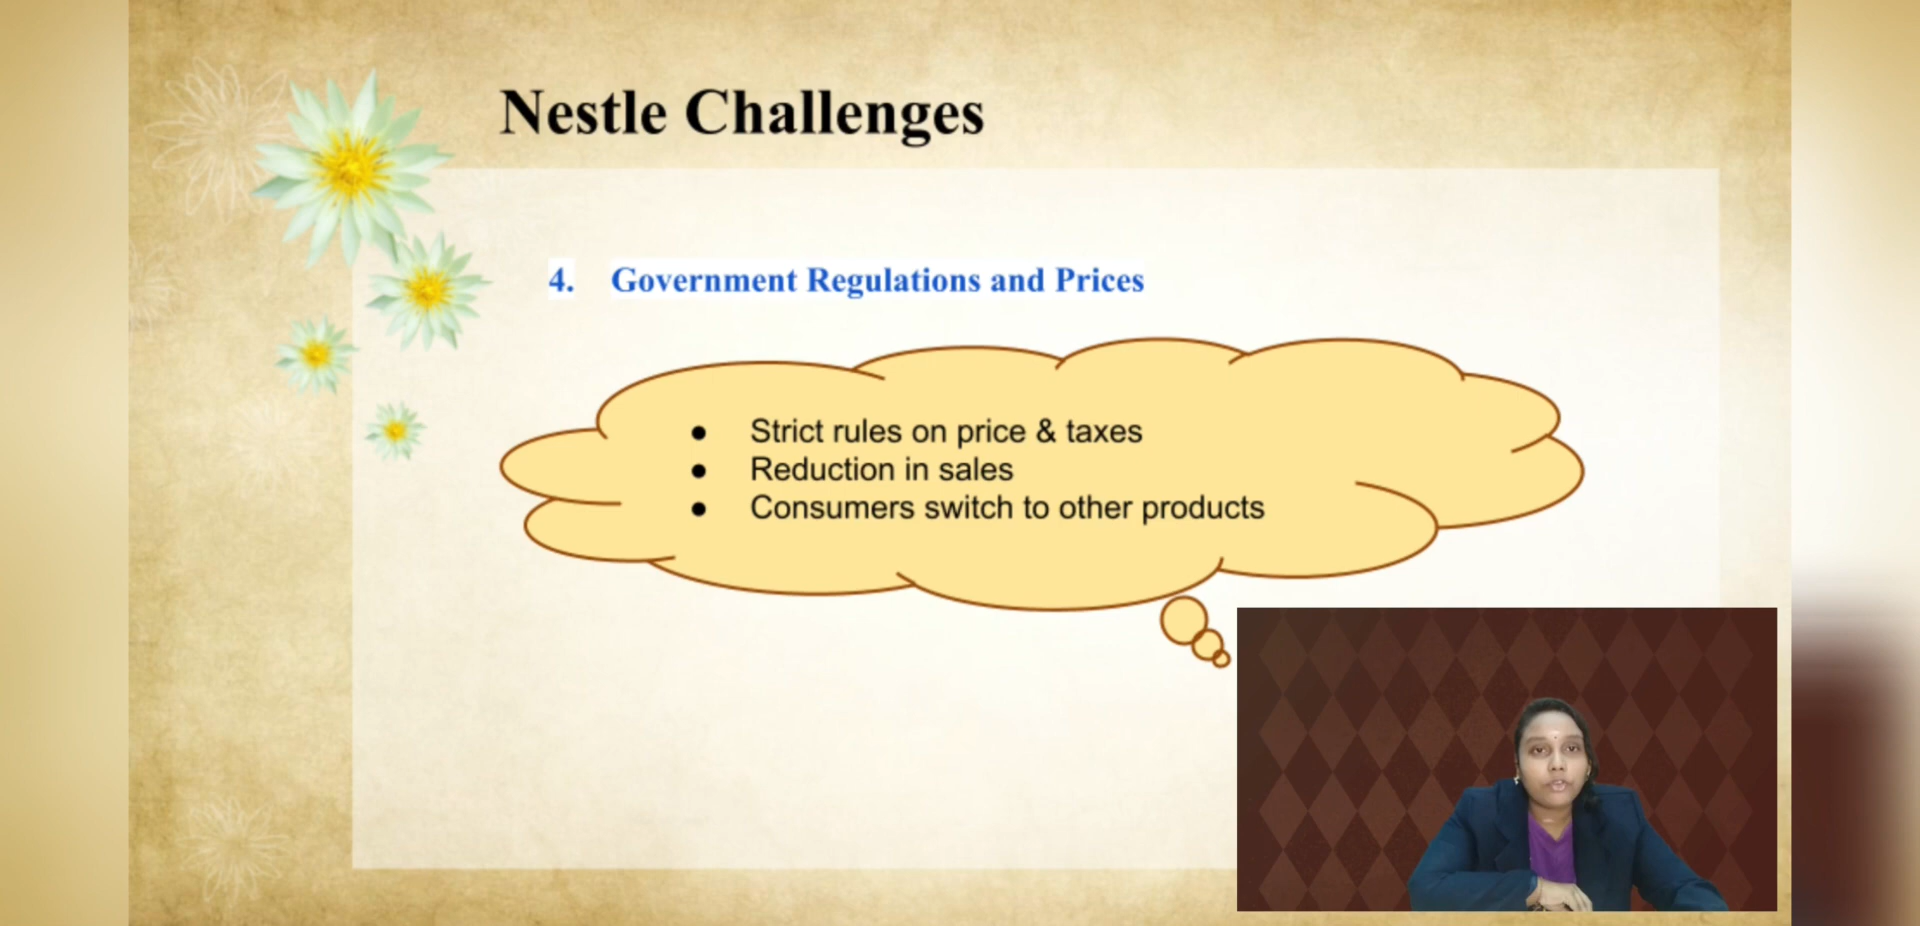 Nestle Challenges
4. Government Regulations and Prices
● Strict rules on price & taxes
● Reduction in sales
● Consumers switch to other products